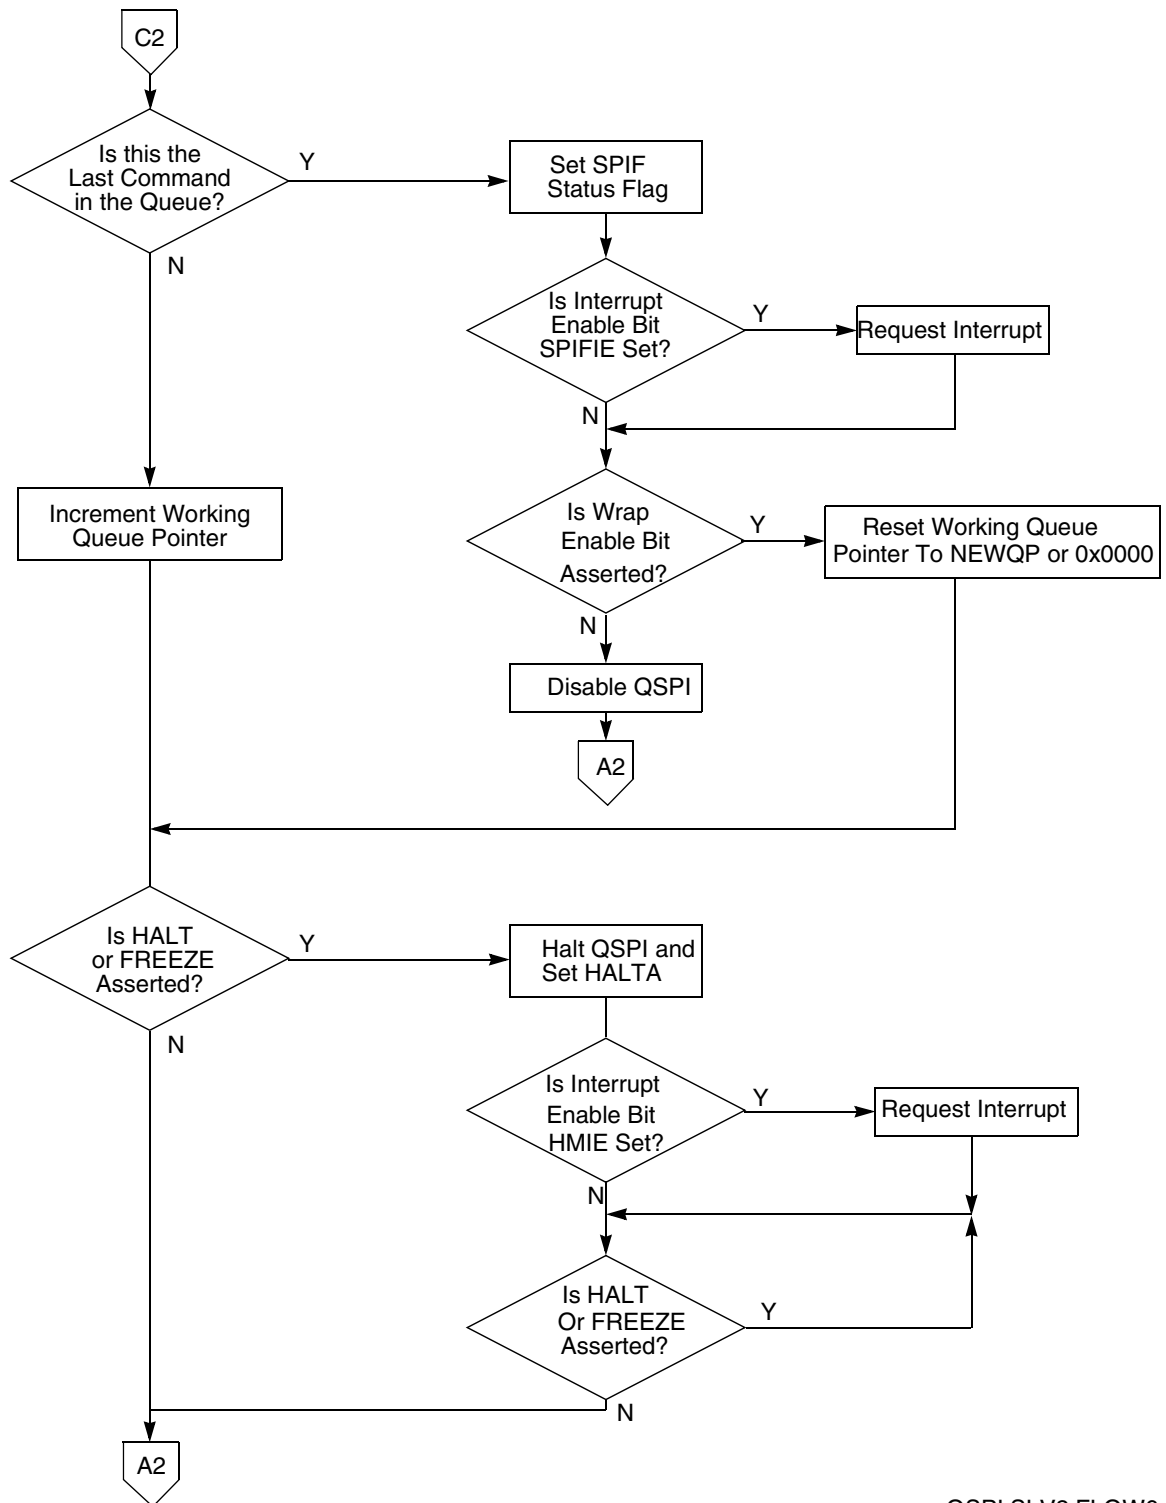 C2
Is this the
Last Command
in the Queue?
Y
Set SPIF
Status Flag
N
Is Interrupt
Enable Bit
SPIFIE Set?
Y
Request Interrupt
N
Increment Working
Queue Pointer
Is Wrap
Enable Bit
Asserted?
Y
Reset Working Queue
Pointer To NEWQP or 0x0000
N
Disable QSPI
A2
Is HALT
or FREEZE
Asserted?
Y
Halt QSPI and
Set HALTA
N
Is Interrupt
Enable Bit
HMIE Set?
Y
Request Interrupt
N
Is HALT
Or FREEZE
Asserted?
Y
N
A2